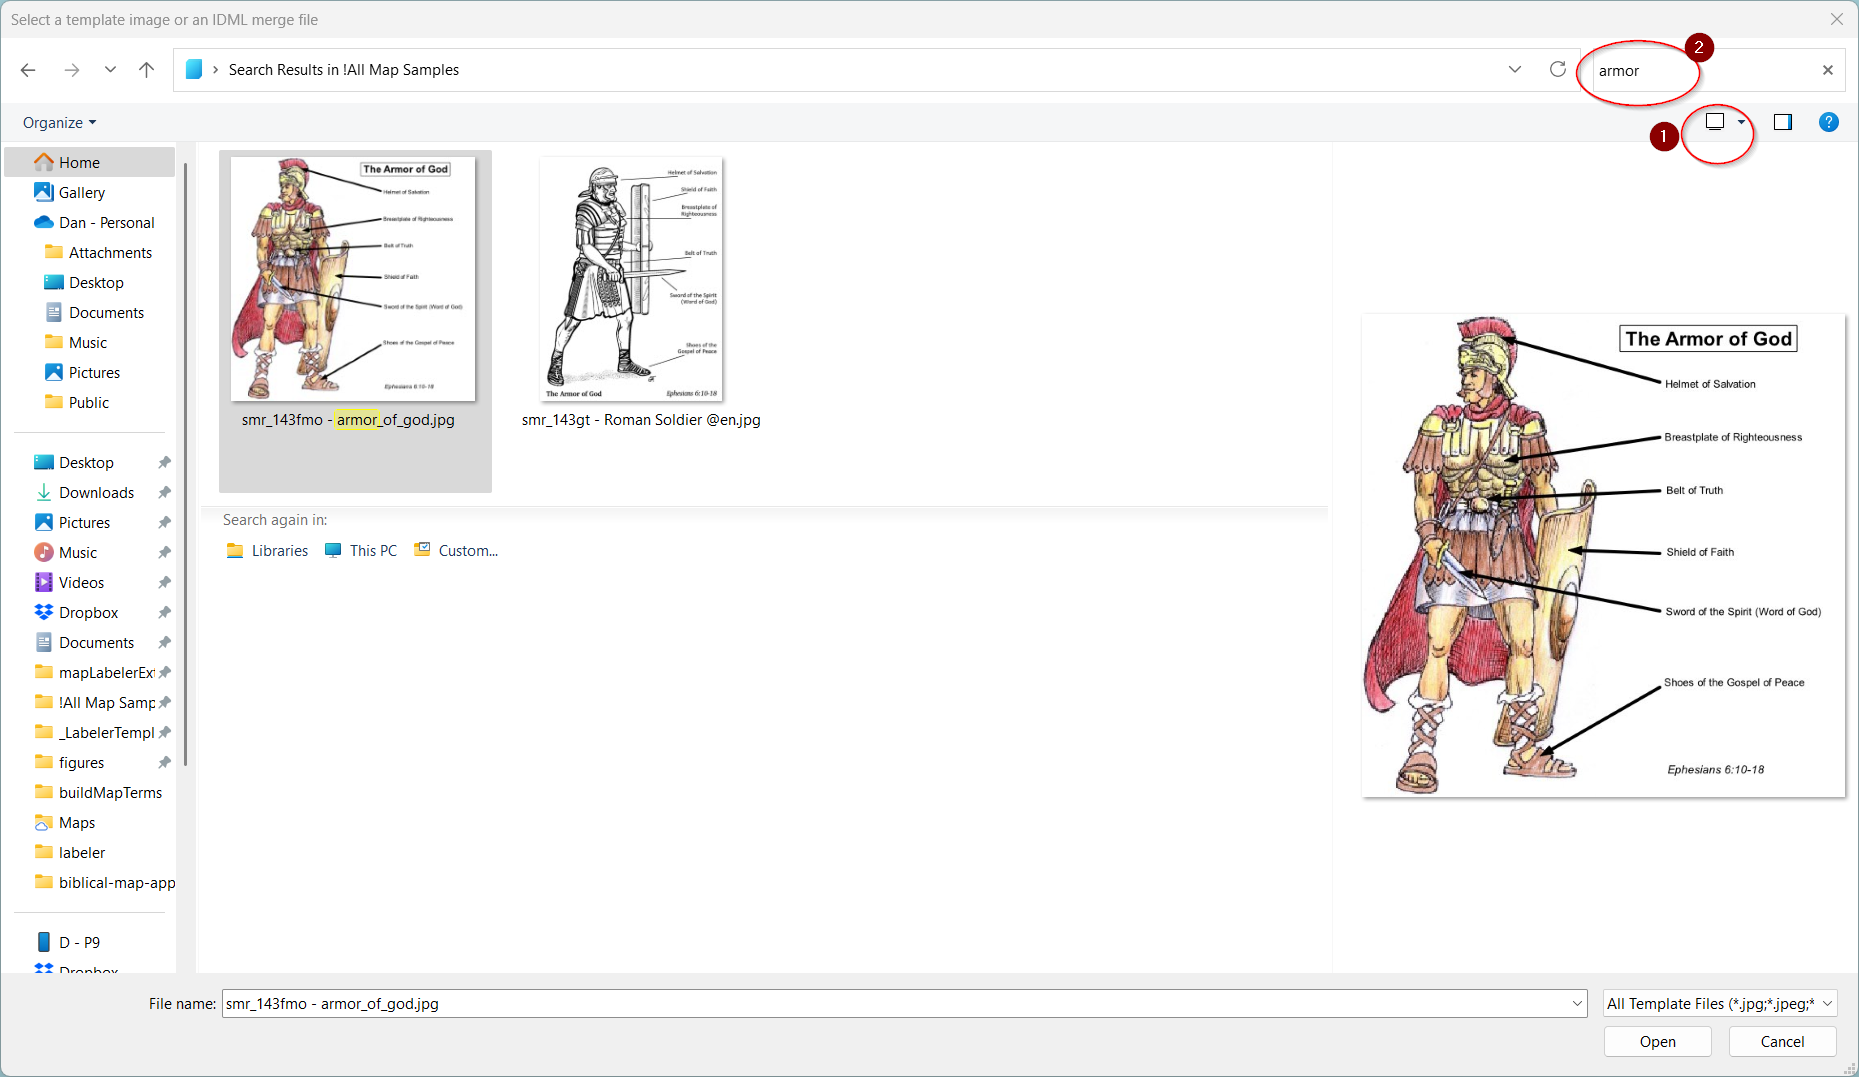 Select a template image or an IDML merge file
Search Results in !All Map Samples
armor
2
Organize
1
Home
Gallery
Dan - Personal
Attachments
Desktop
Documents
Music
Pictures
Public
Desktop
Downloads
Pictures
Music
Videos
Dropbox
Documents
mapLabelerExt
!All Map Samp
_LabelerTempl
figures
buildMapTerms
Maps
labeler
biblical-map-app
D - P9
Dropbox
The Armor of God
Helmet of Salvation
Breastplate of Righteousness
Belt of Truth
Shield of Faith
Sword of the Spirit (Word of God)
Shoes of the Gospel of Peace
Ephesians 6:10-18
smr_143fmo - armor_of_god.jpg
Helmet of Salvation
Shield of Faith
Breastplate of
Righteousness
Belt of Truth
Sword of the Spirit
(Word of God)
Shoes of the
Gospel of Peace
The Armor of God
Ephesians 6:10-18
smr_143gt - Roman Soldier @en.jpg
Search again in:
Libraries
This PC
Custom...
The Armor of God
Helmet of Salvation
Breastplate of Righteousness
Belt of Truth
Shield of Faith
Sword of the Spirit (Word of God)
Shoes of the Gospel of Peace
Ephesians 6:10-18
File name:
smr_143fmo - armor_of_god.jpg
All Template Files (*.jpg;*.jpeg;*
Open
Cancel